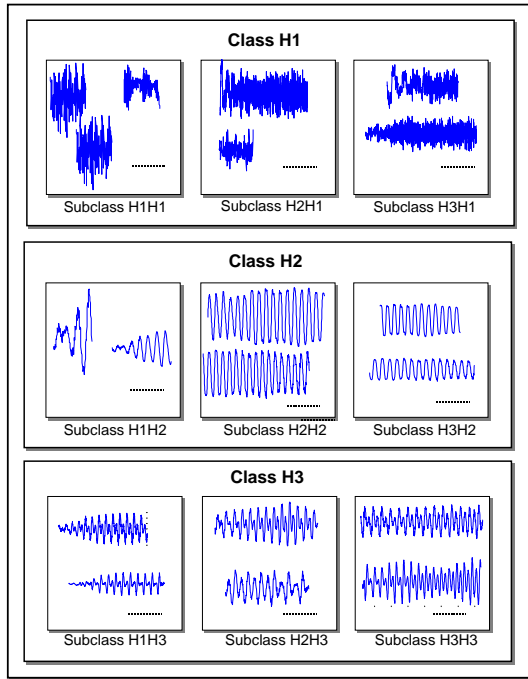 Class H1
Subclass H1H1
Subclass H2H1
Subclass H3H1
Class H2
Subclass H1H2
Subclass H2H2
Subclass H3H2
Class H3
Subclass H1H3
Subclass H2H3
Subclass H3H3